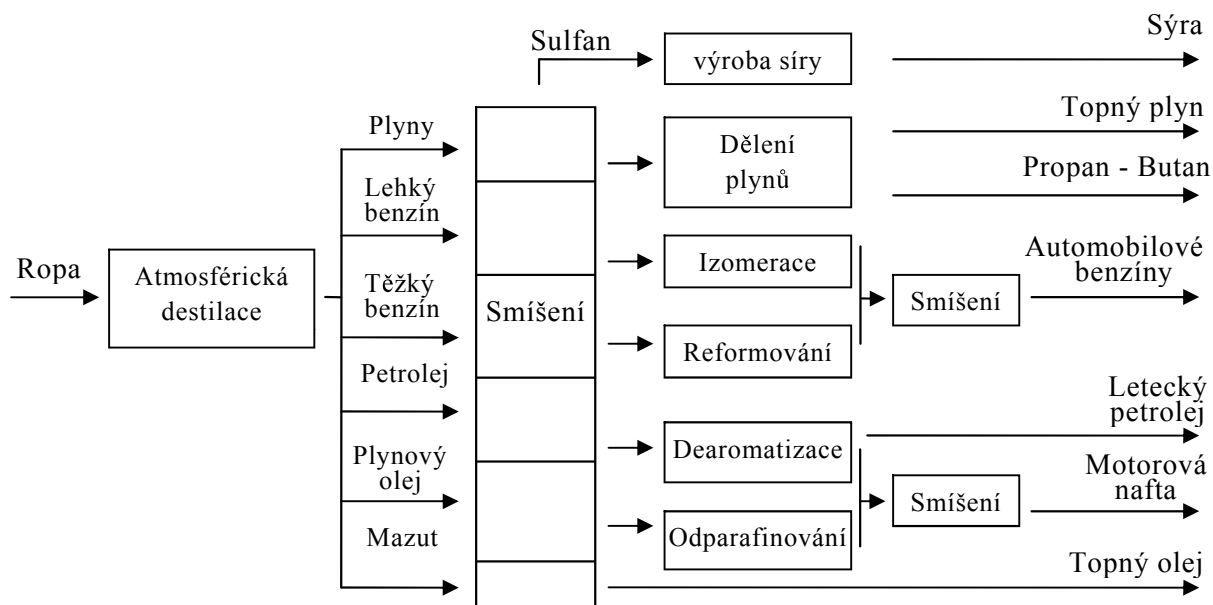 Sulfan
výroba síry
Sýra
Plyny
Dělení
plynů
Topný plyn
Propan - Butan
Lehký
benzín
Ropa
Atmosférická
destilace
Těžký
benzín
Smíšení
Izomerace
Reformování
Smíšení
Automobilové
benzíny
Petrolej
Dearomatizace
Letecký
petrolej
Plynový
olej
Odparafinování
Smíšení
Motorová
nafta
Mazut
Topný olej